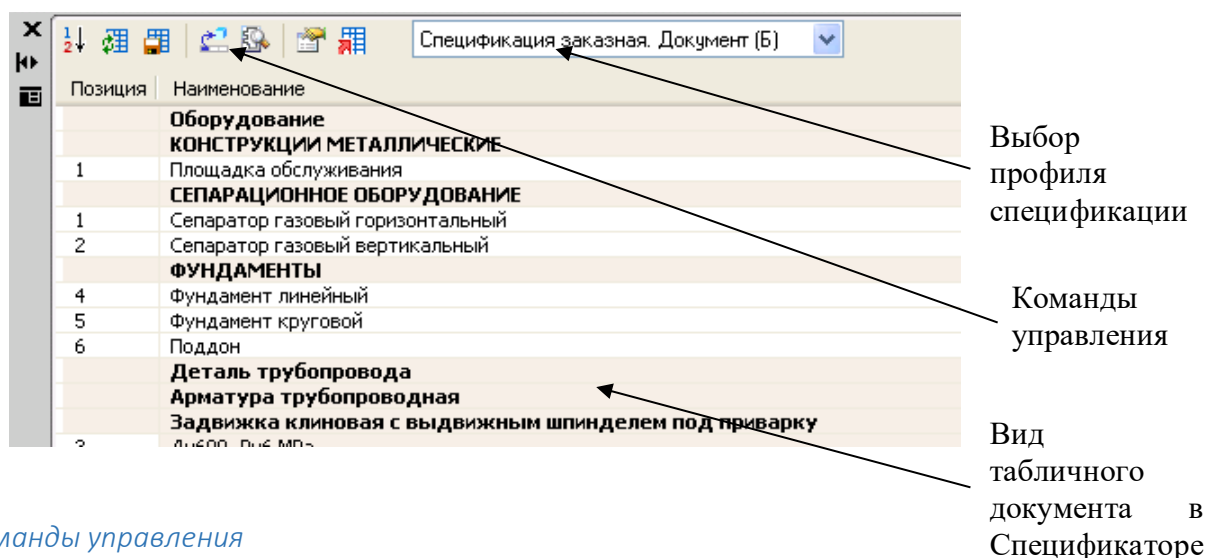 Спецификация заказная. Документ (Б)
Позиция Наименование
Оборудование
КОНСТРУКЦИИ МЕТАЛЛИЧЕСКИЕ
1 Площадка обслуживания
СЕПАРАЦИОННОЕ ОБОРУДОВАНИЕ
1 Сепаратор газовый горизонтальный
2 Сепаратор газовый вертикальный
ФУНДАМЕНТЫ
4 Фундамент линейный
5 Фундамент круговой
6 Поддон
Деталь трубопровода
Арматура трубопроводная
Задвижка клиновая с выдвижным шпинделем под приварку
Выбор
профиля
спецификации
Команды
управления
Вид
табличного
документа в
Спецификаторе
манды управления